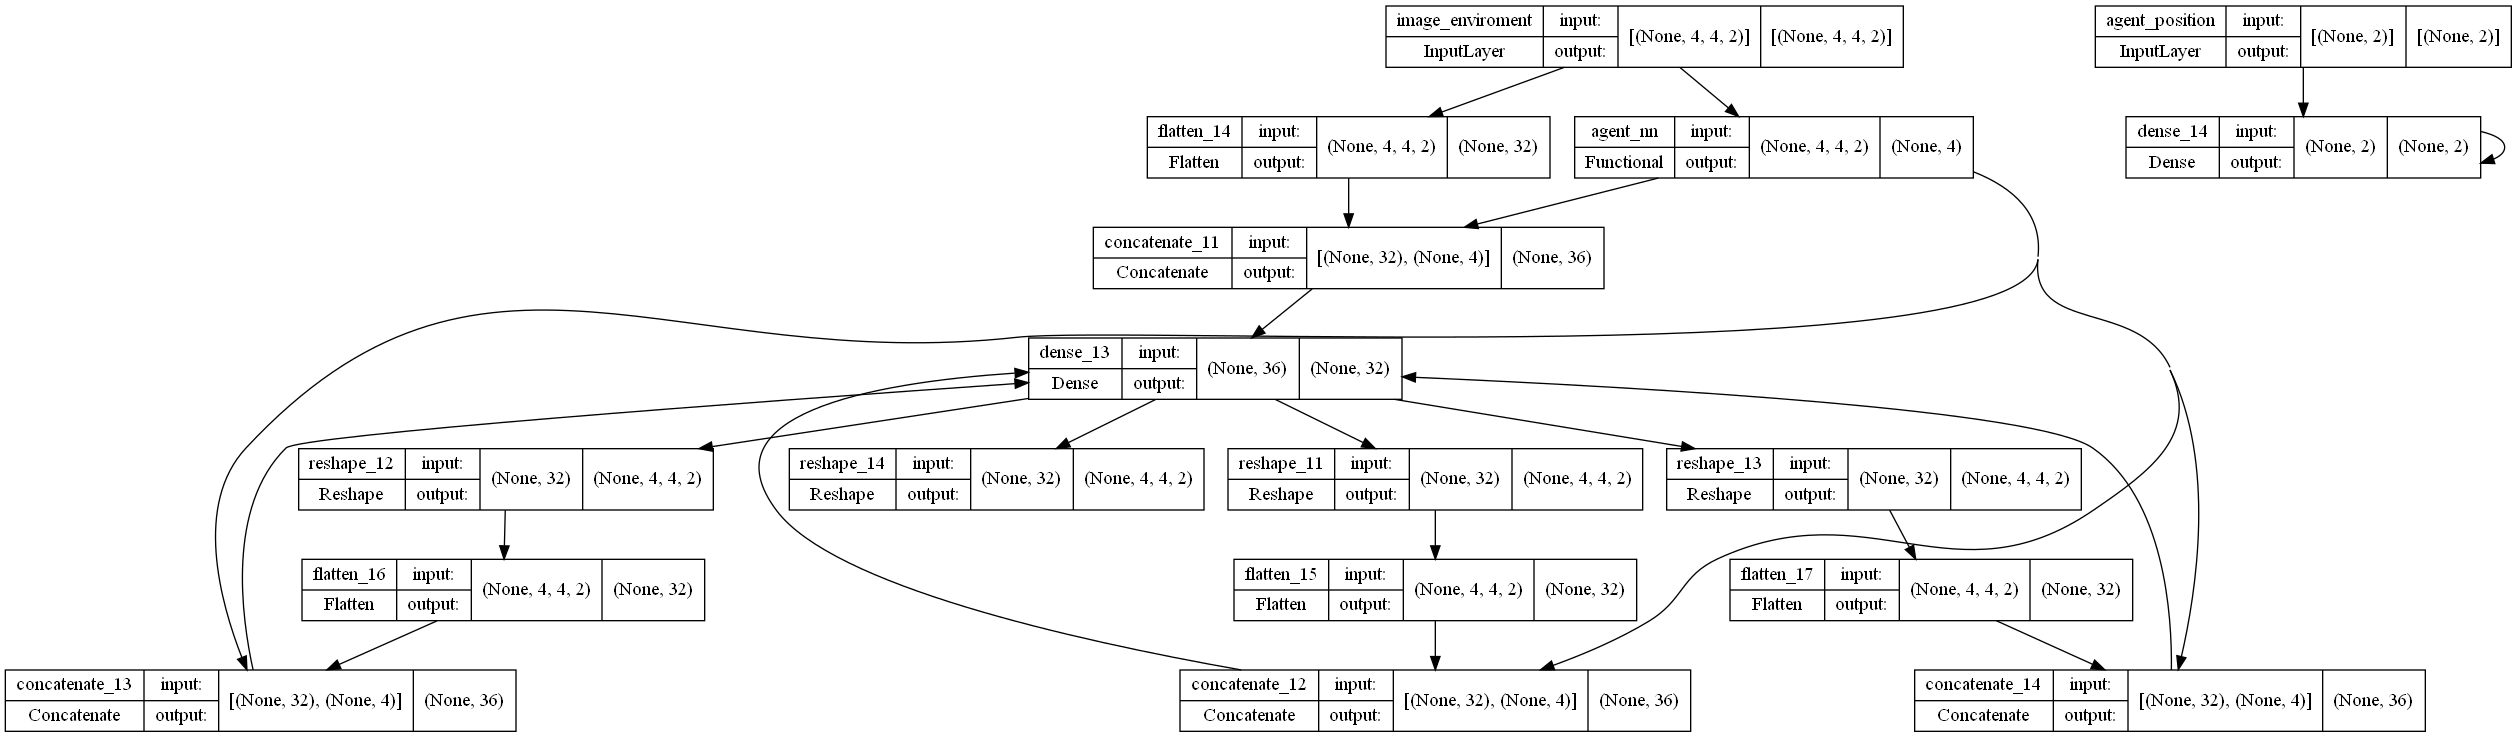 image_enviroment input: [(None, 4, 4, 2)] [(None, 4, 4, 2)]
InputLayer output:
agent_position input: [(None, 2)] [(None, 2)]
InputLayer output:
flatten_14 input: (None, 4, 4, 2) (None, 32)
Flatten output:
agent_nn input: (None, 4, 4, 2) (None, 4)
Functional output:
dense_14 input: (None, 2) (None, 2)
Dense output:
concatenate_11 input: [(None, 32), (None, 4)] (None, 36)
Concatenate output:
dense_13 input: (None, 36) (None, 32)
Dense output:
reshape_12 input: (None, 32) (None, 4, 4, 2)
Reshape output:
reshape_14 input: (None, 32) (None, 4, 4, 2)
Reshape output:
reshape_11 input: (None, 32) (None, 4, 4, 2)
Reshape output:
reshape_13 input: (None, 32) (None, 4, 4, 2)
Reshape output:
flatten_16 input: (None, 4, 4, 2) (None, 32)
Flatten output:
flatten_15 input: (None, 4, 4, 2) (None, 32)
Flatten output:
flatten_17 input: (None, 4, 4, 2) (None, 32)
Flatten output:
concatenate_13 input: [(None, 32), (None, 4)] (None, 36)
Concatenate output:
concatenate_12 input: [(None, 32), (None, 4)] (None, 36)
Concatenate output:
concatenate_14 input: [(None, 32), (None, 4)] (None, 36)
Concatenate output: